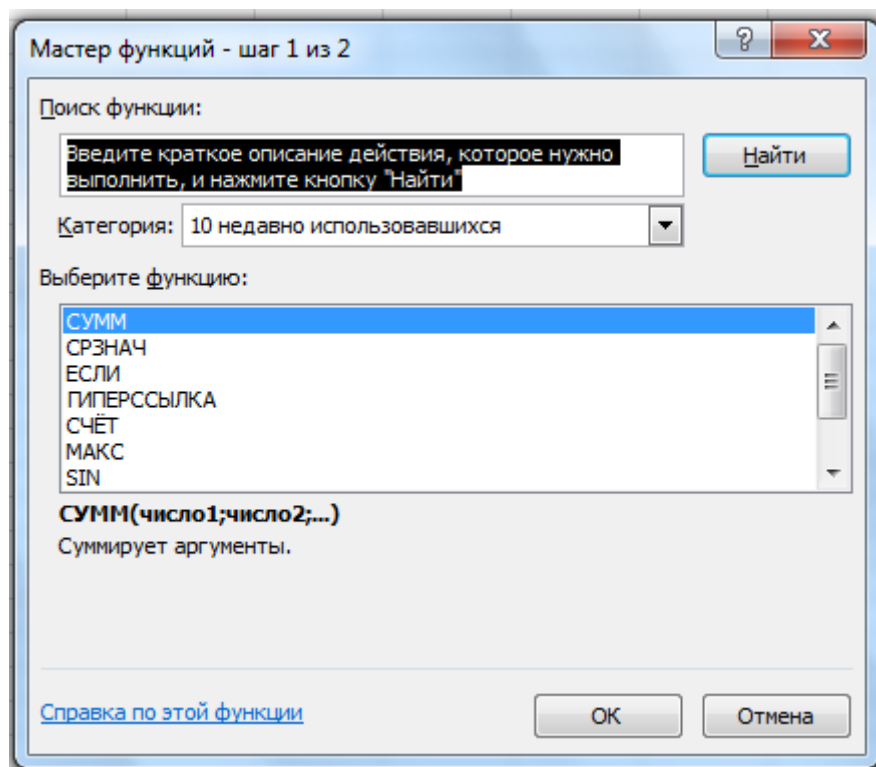 Мастер функций - шаг 1 из 2
Поиск функции:
Введите краткое описание действия, которое нужно
выполнить, и нажмите кнопку "Найти"
Найти
Категория: 10 недавно использовавшихся
Выберите функцию:
СУММ
СРЗНАЧ
ЕСЛИ
ГИПЕРССЫЛКА
СЧЁТ
МАКС
SIN
СУММ(число1;число2;...)
Суммирует аргументы.
Справка по этой функции
ОК
Отмена